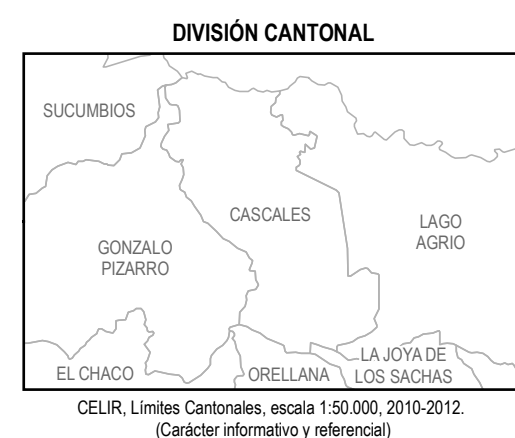 DIVISIÓN CANTONAL
SUCUMBIOS
CASCALES
LAGO
AGRIO
GONZALO
PIZARRO
EL CHACO
ORELLANA
LA JOYA DE
LOS SACHAS
CELIR, Límites Cantonales, escala 1:50.000, 2010-2012.
(Carácter informativo y referencial)